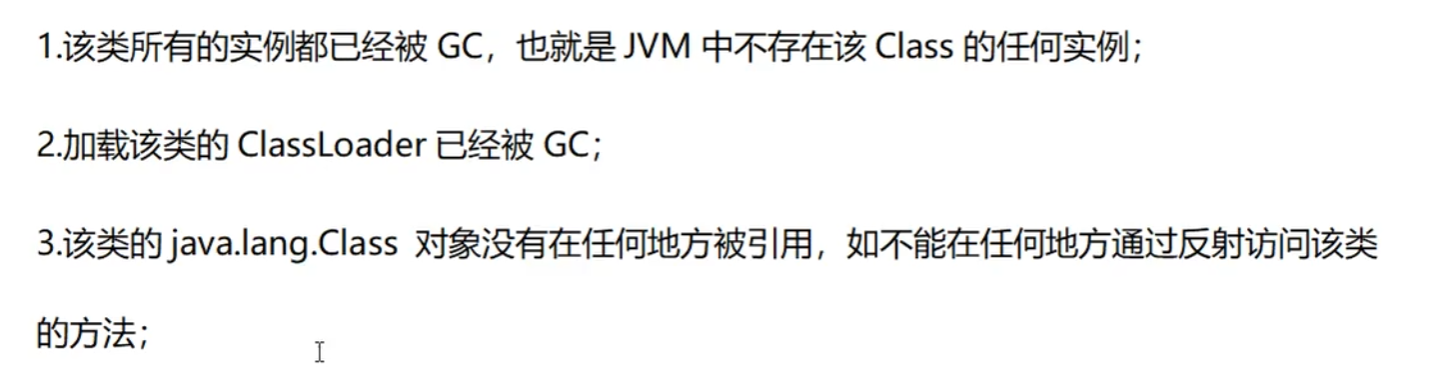 1.该类所有的实例都已经被 GC，也就是 JVM 中不存在该 Class 的任何实例；
2.加载该类的 ClassLoader 已经被 GC；
3.该类的 java.lang.Class 对象没有在任何地方被引用，如不能在任何地方通过反射访问该类
的方法；